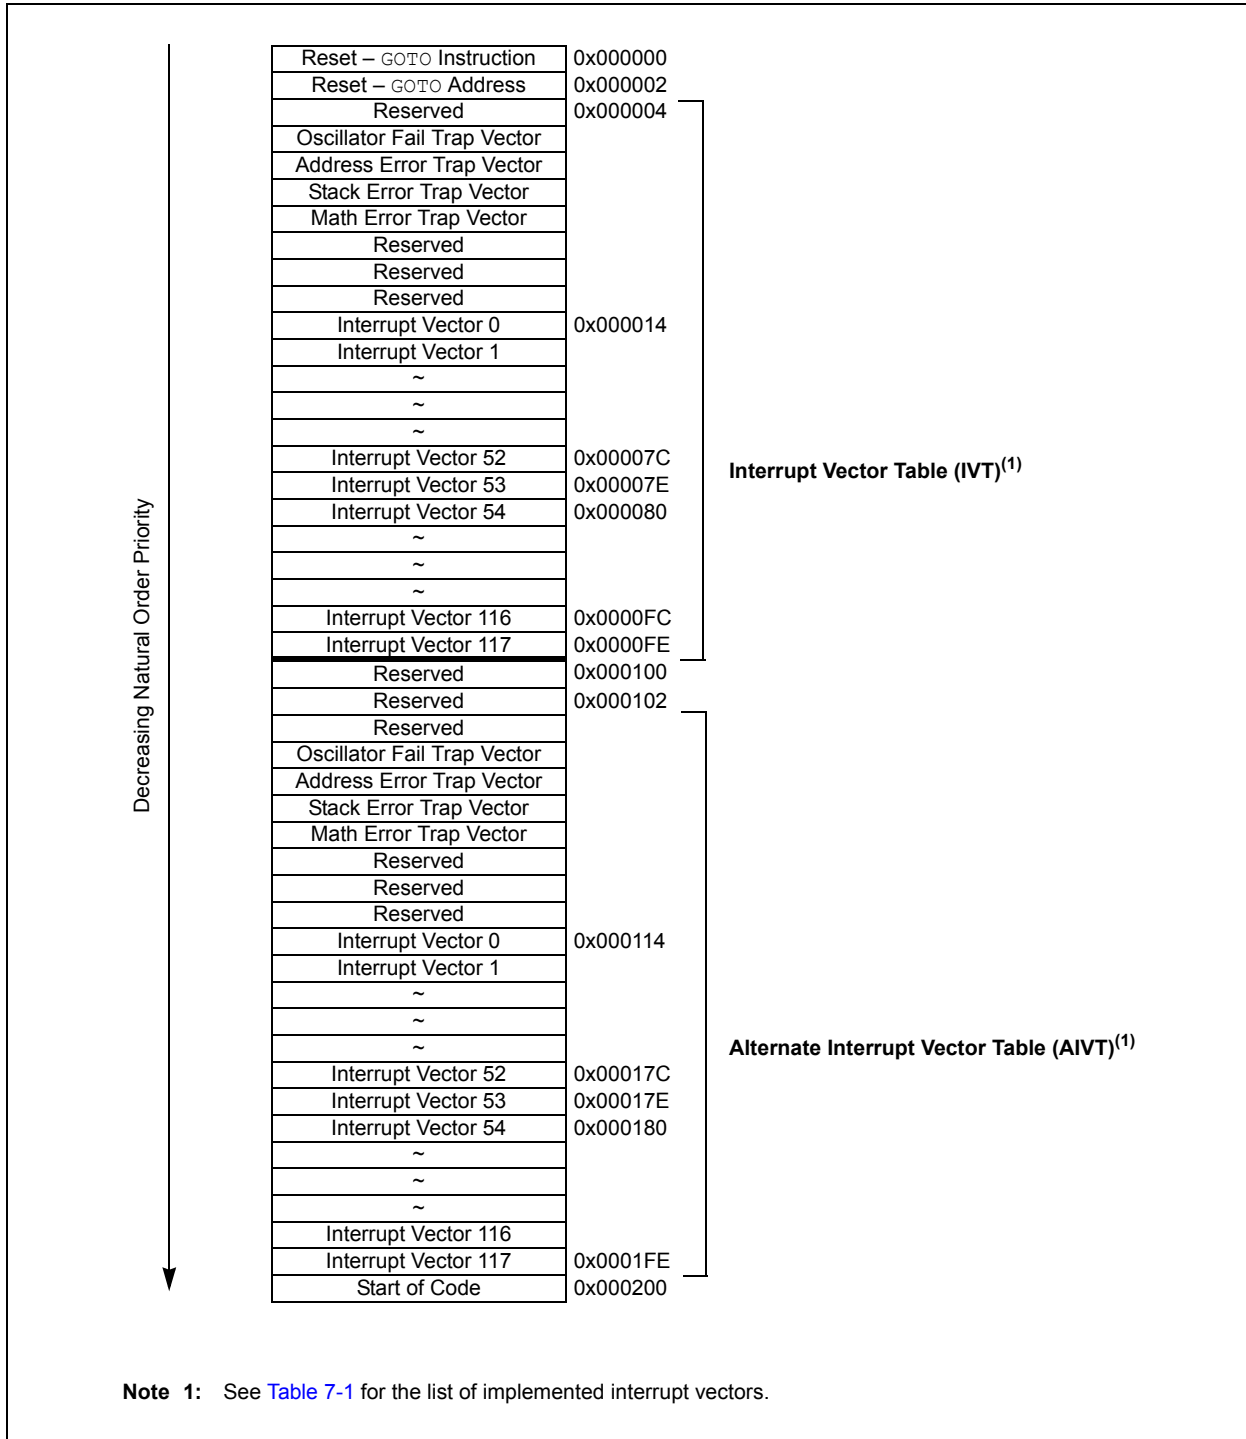 Reset – GOTO Instruction 0x000000
Reset – GOTO Address 0x000002
Reserved 0x000004
Oscillator Fail Trap Vector
Address Error Trap Vector
Stack Error Trap Vector
Math Error Trap Vector
Reserved
Reserved
Reserved
Interrupt Vector 0 0x000014
Interrupt Vector 1
~
~
~
Interrupt Vector 52 0x00007C
Interrupt Vector Table (IVT)(1)
Interrupt Vector 53 0x00007E
Interrupt Vector 54 0x000080
~
~
~
Interrupt Vector 116 0x0000FC
Interrupt Vector 117 0x0000FE
Decreasing Natural Order Priority
Reserved 0x000100
Reserved 0x000102
Reserved
Oscillator Fail Trap Vector
Address Error Trap Vector
Stack Error Trap Vector
Math Error Trap Vector
Reserved
Reserved
Reserved
Interrupt Vector 0 0x000114
Interrupt Vector 1
~
~
~
Alternate Interrupt Vector Table (AIVT)(1)
Interrupt Vector 52 0x00017C
Interrupt Vector 53 0x00017E
Interrupt Vector 54 0x000180
~
~
~
Interrupt Vector 116
Interrupt Vector 117 0x0001FE
Start of Code 0x000200
Note 1: See Table 7-1 for the list of implemented interrupt vectors.